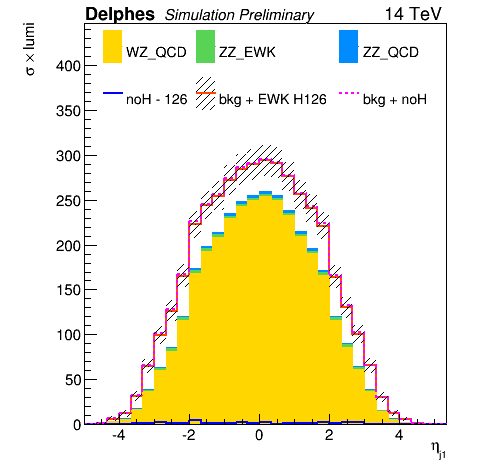 Delphes Simulation Preliminary 14 TeV
σ × lumi
WZ_QCD ZZ_EWK ZZ_QCD
noH - 126 bkg + EWK H126 bkg + noH
400
350
300
250
200
150
100
50
0
-4 -2 0 2 4
η_j1